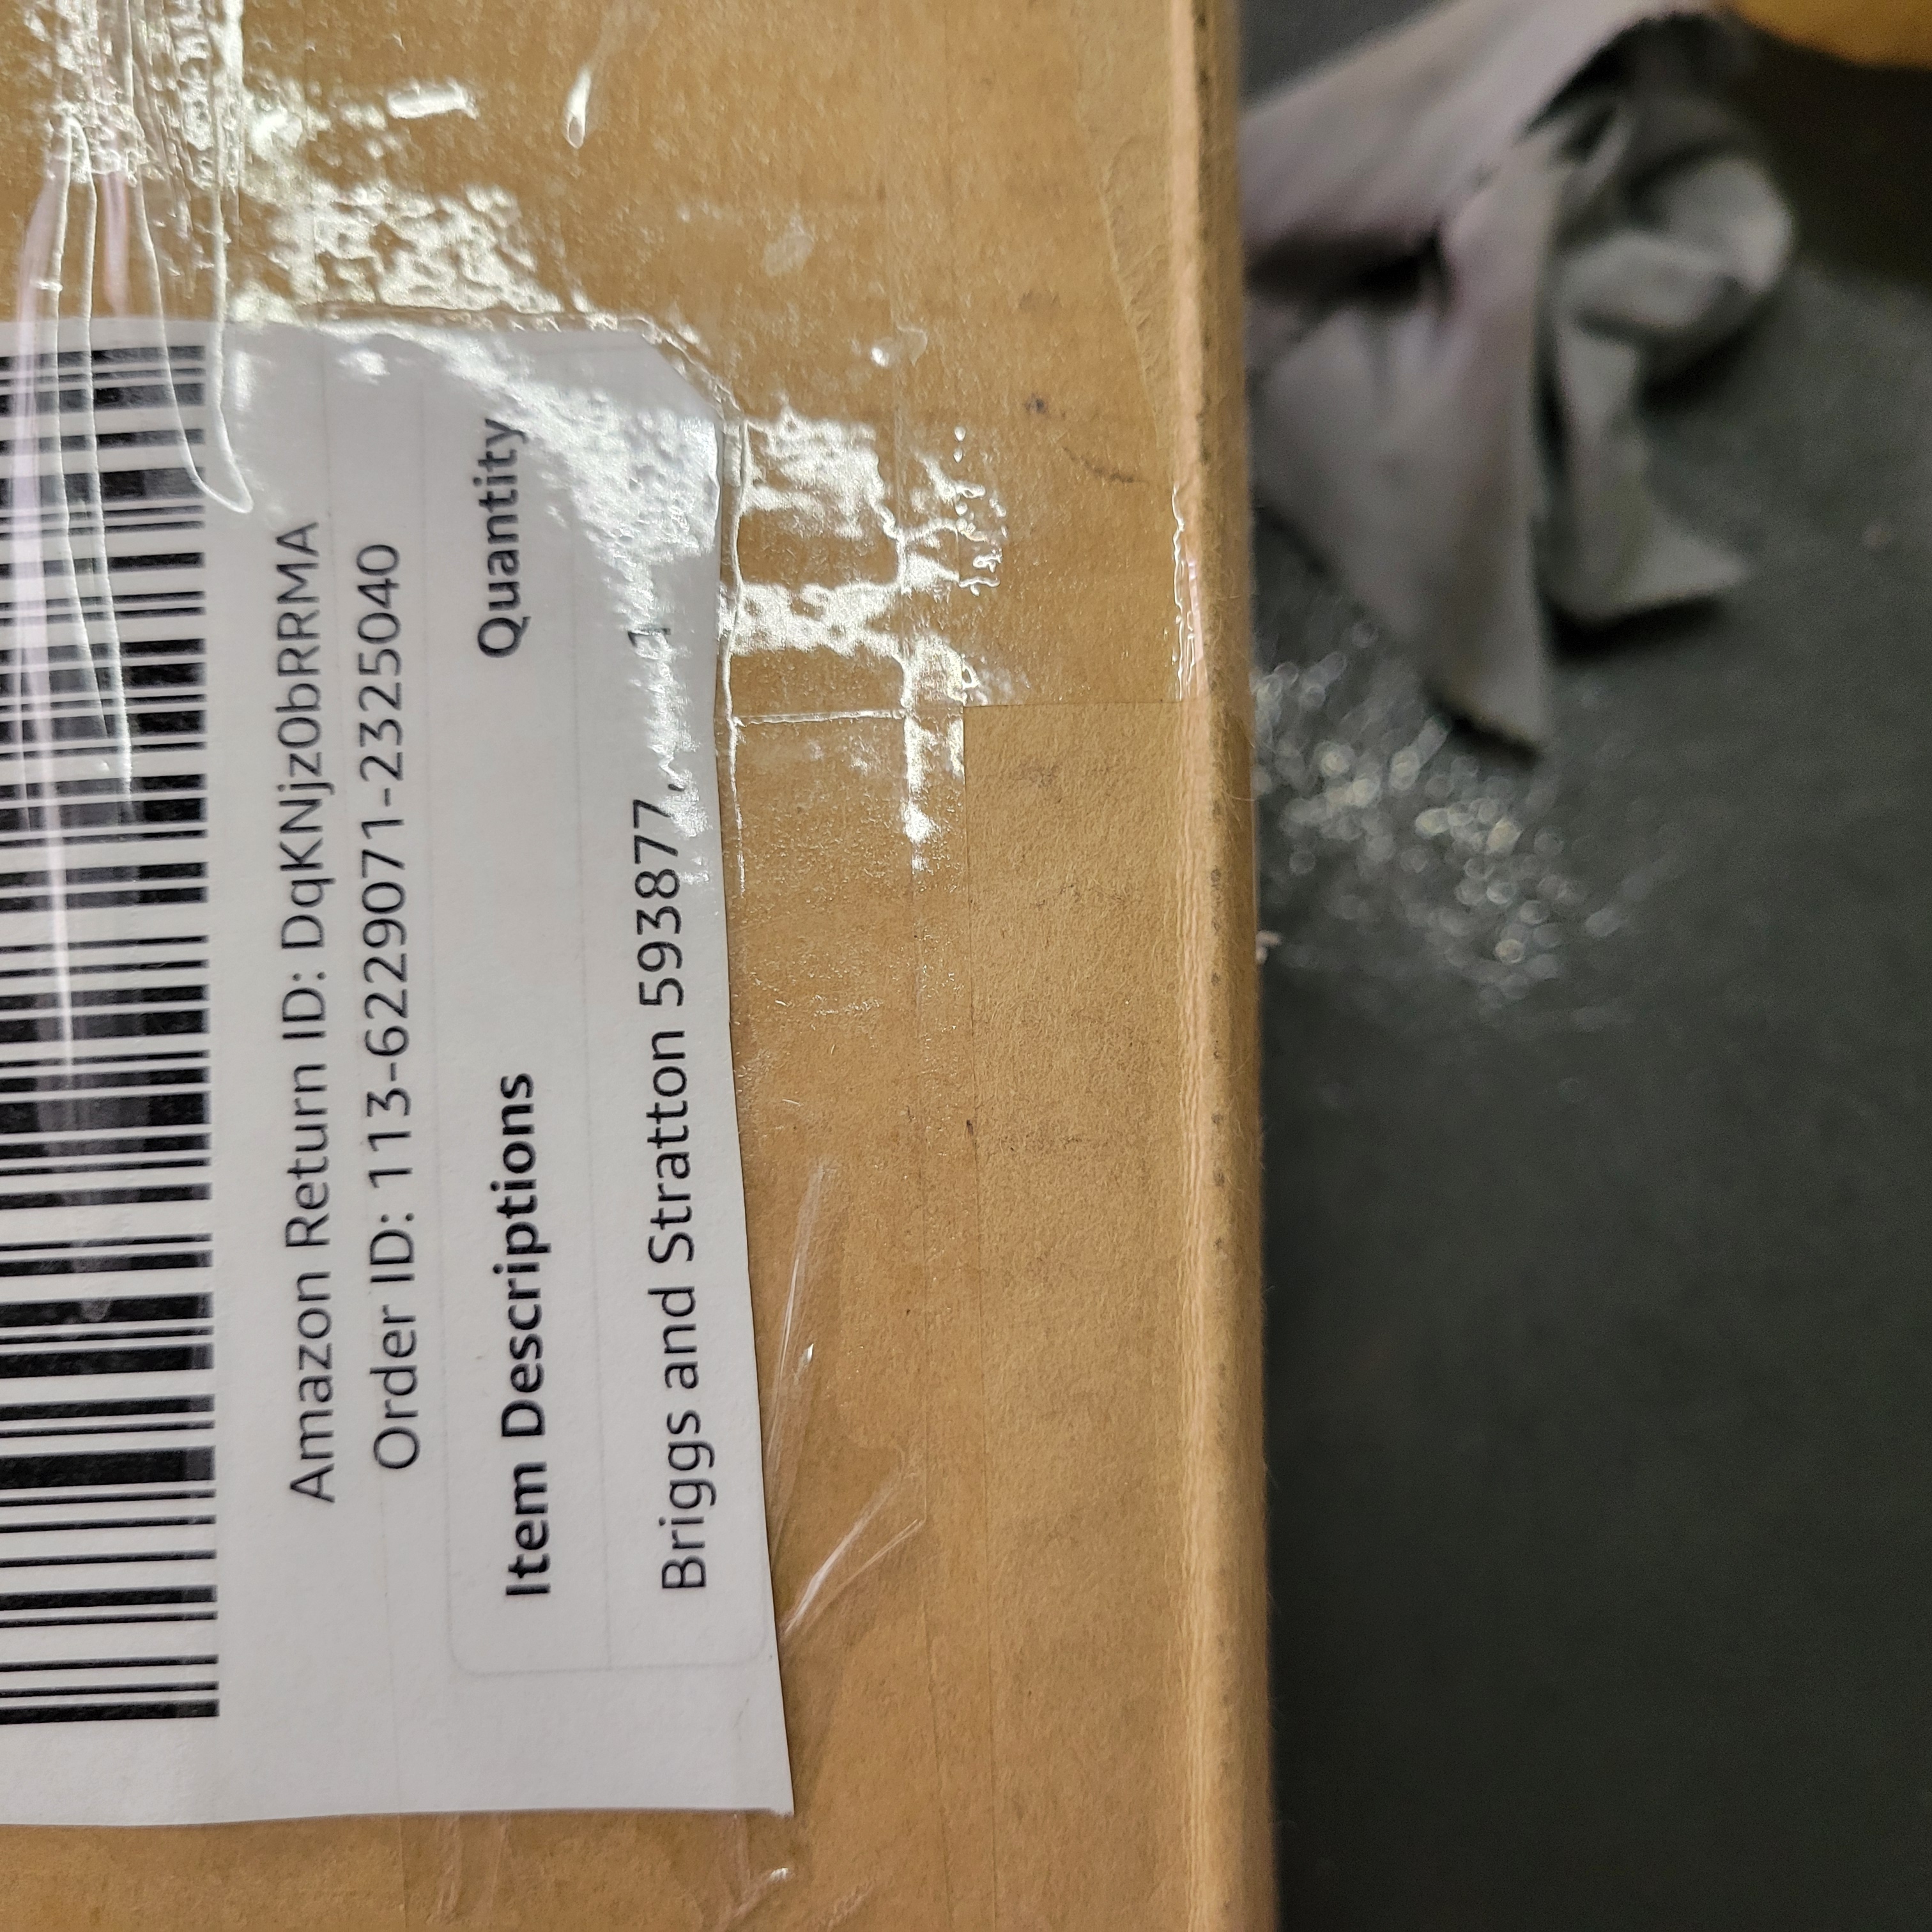 Amazon Return ID: DqKNjz0bRRMA
Order ID: 113-6229071-2325040
Item Descriptions Quantity
Briggs and Stratton 593877, 1